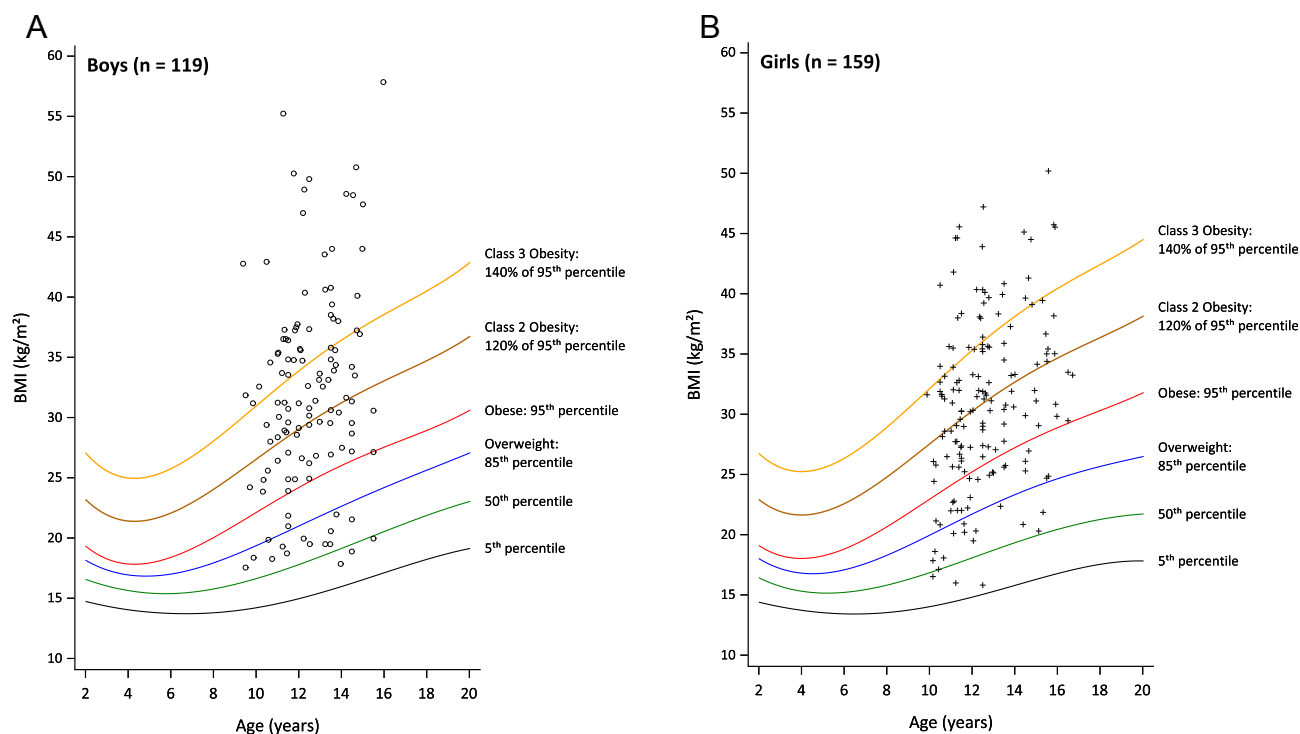 A
Boys (n = 119)
BMI (kg/m²)
60
55
50
45
40
35
30
25
20
15
10
2 4 6 8 10 12 14 16 18 20
Age (years)
Class 3 Obesity:
140% of 95th percentile
Class 2 Obesity:
120% of 95th percentile
Obese: 95th percentile
Overweight:
85th percentile
50th percentile
5th percentile
B
Girls (n = 159)
BMI (kg/m²)
60
55
50
45
40
35
30
25
20
15
10
2 4 6 8 10 12 14 16 18 20
Age (years)
Class 3 Obesity:
140% of 95th percentile
Class 2 Obesity:
120% of 95th percentile
Obese: 95th percentile
Overweight:
85th percentile
50th percentile
5th percentile